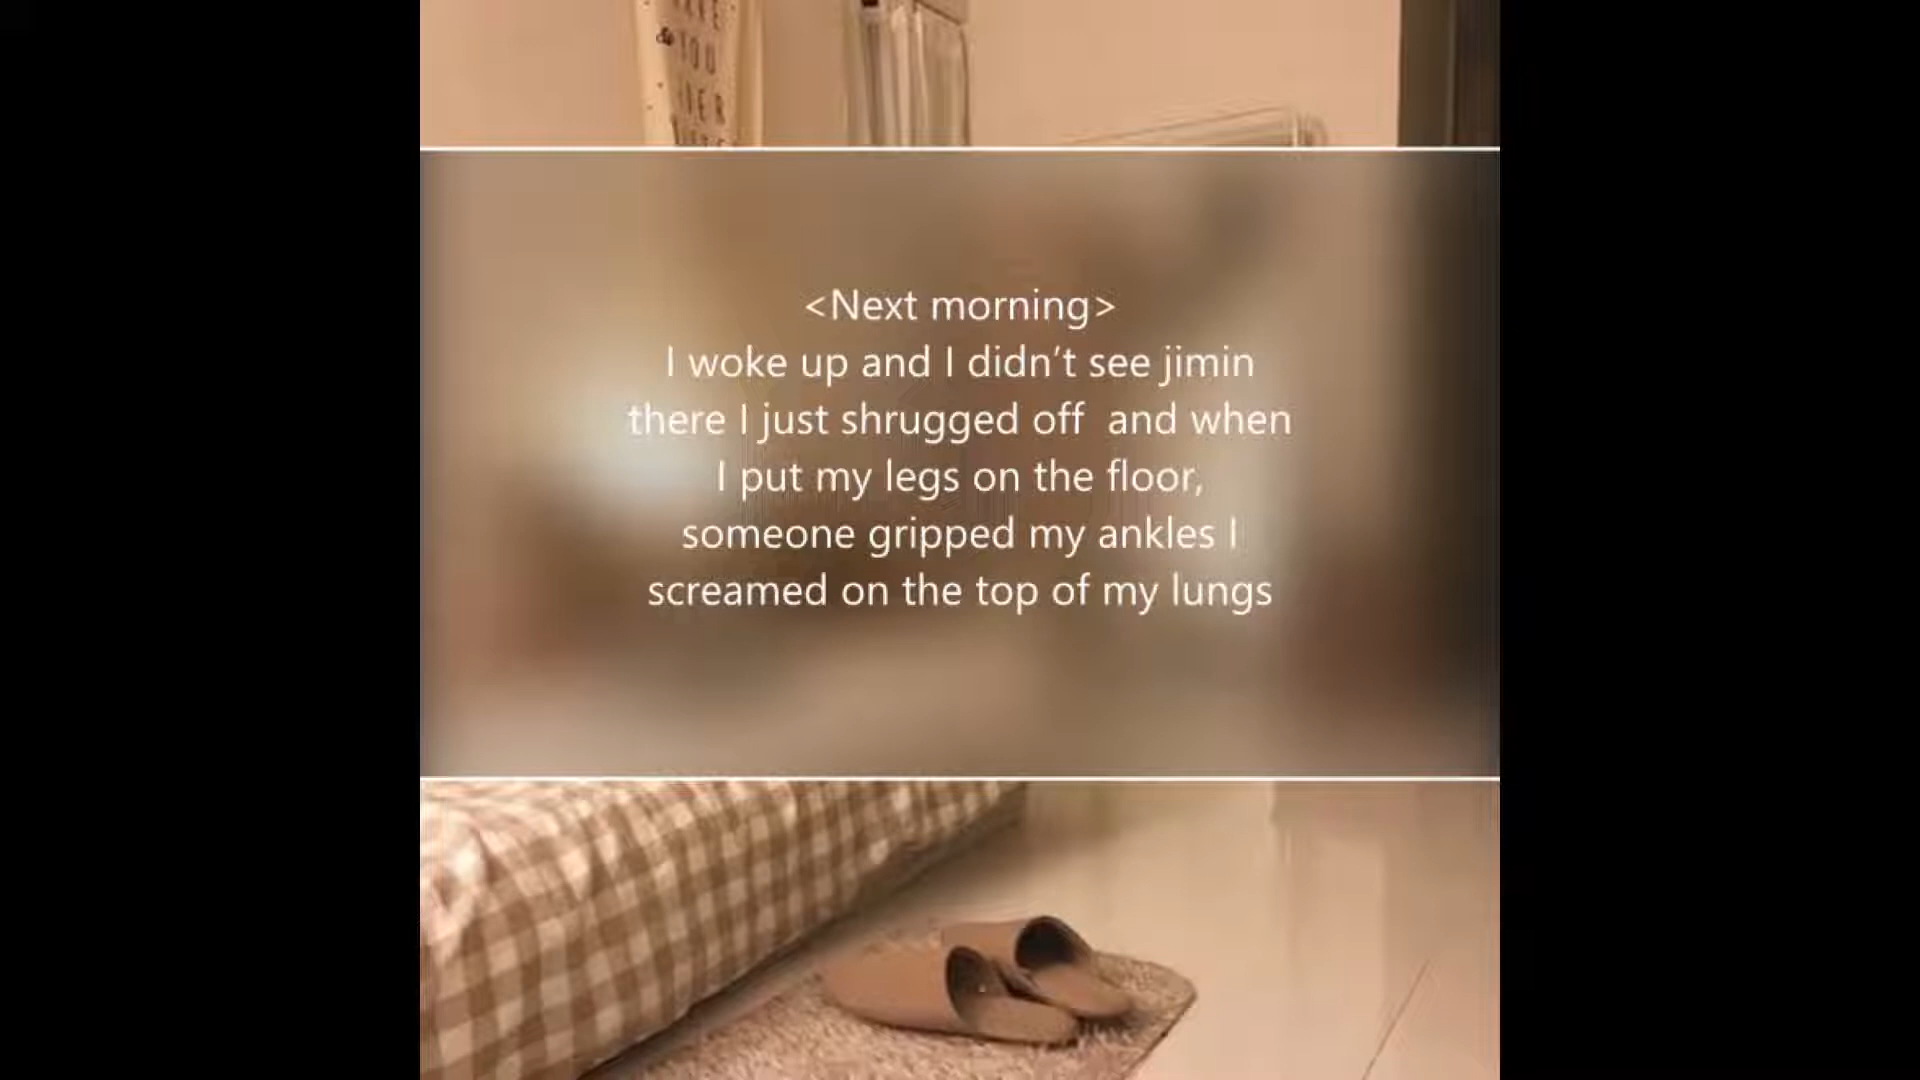 YOU
<Next morning>
I woke up and I didn't see jimin
there I just shrugged off  and when
I put my legs on the floor,
someone gripped my ankles I
screamed on the top of my lungs